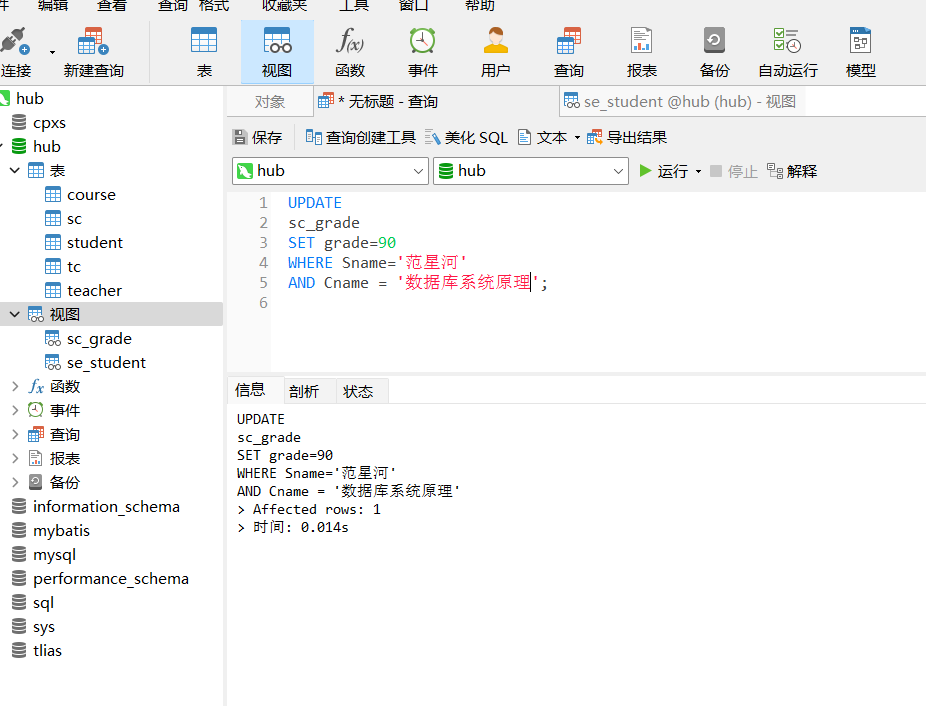 件 编辑 查看 查询 格式 收藏夹 工具 窗口 帮助
连接 新建查询 表 视图 函数 事件 用户 查询 报表 备份 自动运行 模型
hub
cpxs
hub
表
course
sc
student
tc
teacher
视图
sc_grade
se_student
函数
事件
查询
报表
备份
information_schema
mybatis
mysql
performance_schema
sql
sys
tlias
对象 * 无标题 - 查询 se_student @hub (hub) - 视图
保存 查询创建工具 美化 SQL 文本 导出结果
hub hub 运行 停止 解释
1 UPDATE
2 sc_grade
3 SET grade=90
4 WHERE Sname='范星河'
5 AND Cname = '数据库系统原理';
6
信息 剖析 状态
UPDATE
sc_grade
SET grade=90
WHERE Sname='范星河'
AND Cname = '数据库系统原理'
> Affected rows: 1
> 时间: 0.014s